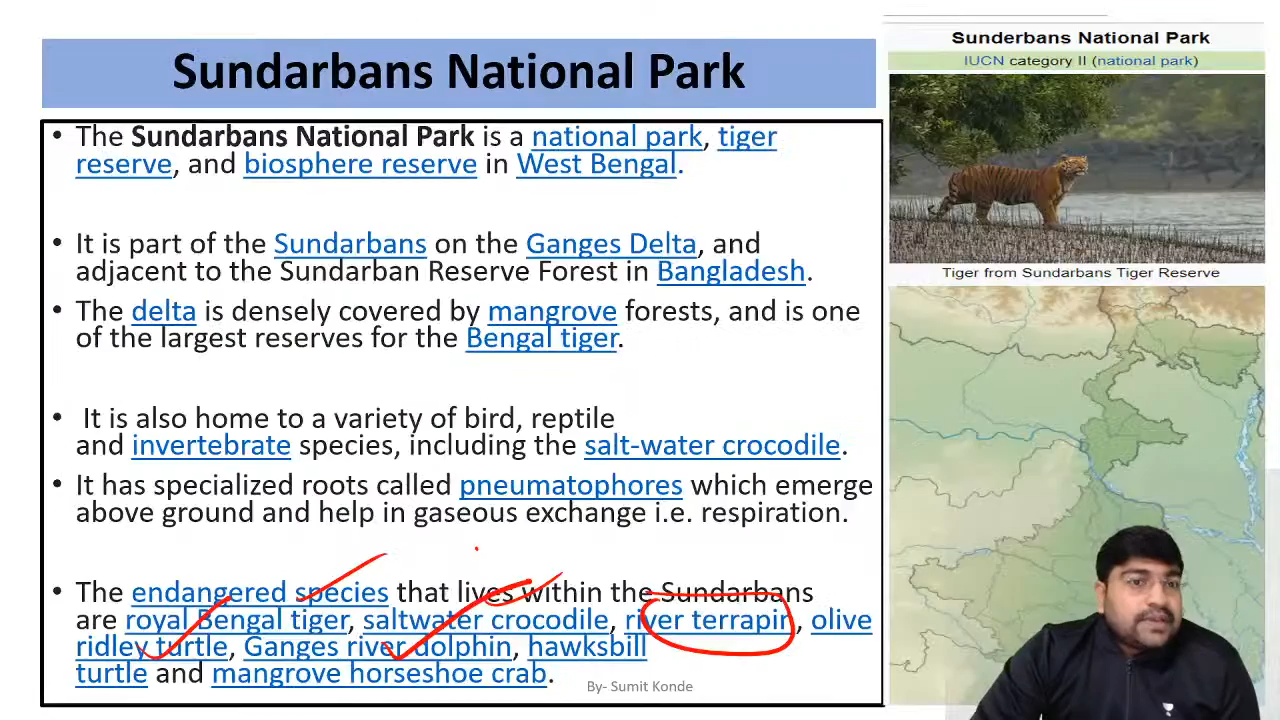 Sundarbans National Park
• The Sundarbans National Park is a national park, tiger
reserve, and biosphere reserve in West Bengal.
• It is part of the Sundarbans on the Ganges Delta, and
adjacent to the Sundarban Reserve Forest in Bangladesh.
• The delta is densely covered by mangrove forests, and is one
of the largest reserves for the Bengal tiger.
• It is also home to a variety of bird, reptile
and invertebrate species, including the salt-water crocodile.
• It has specialized roots called pneumatophores which emerge
above ground and help in gaseous exchange i.e. respiration.
• The endangered species that lives within the Sundarbans
are royal Bengal tiger, saltwater crocodile, river terrapin, olive
ridley turtle, Ganges river dolphin, hawksbill
turtle and mangrove horseshoe crab.
By- Sumit Konde
Sunderbans National Park
IUCN category II (national park)
Tiger from Sundarbans Tiger Reserve